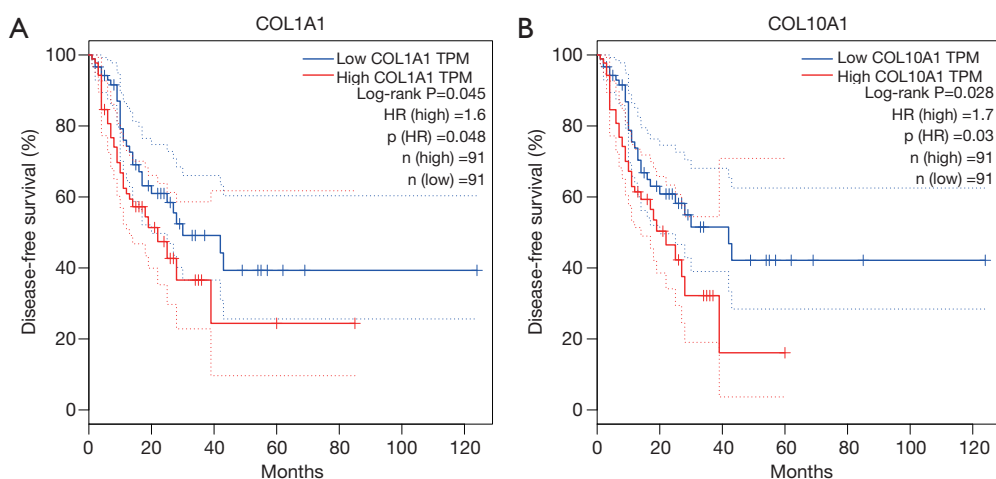 A
COL1A1
Low COL1A1 TPM
High COL1A1 TPM
Log-rank P=0.045
HR (high) =1.6
p (HR) =0.048
n (high) =91
n (low) =91
Disease-free survival (%)
100
80
60
40
20
0
0 20 40 60 80 100 120
Months
B
COL10A1
Low COL10A1 TPM
High COL10A1 TPM
Log-rank P=0.028
HR (high) =1.7
p (HR) =0.03
n (high) =91
n (low) =91
Disease-free survival (%)
100
80
60
40
20
0
0 20 40 60 80 100 120
Months